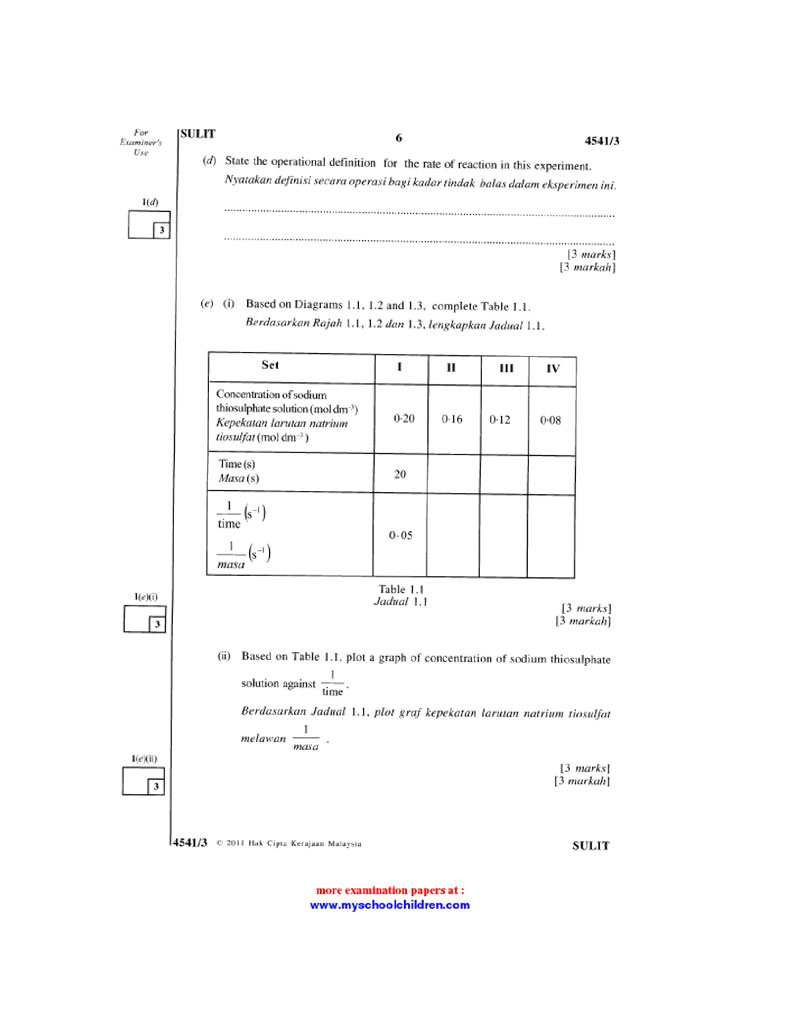 For
Examiner's
Use
SULIT
6
4541/3
(d) State the operational definition for the rate of reaction in this experiment.
Nyatakan definisi secara operasi bagi kadar tindak balas dalam eksperimen ini.
1(d)
3
[3 marks]
[3 markah]
(e) (i) Based on Diagrams 1.1, 1.2 and 1.3, complete Table 1.1.
Berdasarkan Rajah 1.1, 1.2 dan 1.3, lengkapkan Jadual 1.1.
Set I II III IV
Concentration of sodium
thiosulphate solution (mol dm⁻³)
Kepekatan larutan natrium
tiosulfat (mol dm⁻³)
0·20 0·16 0·12 0·08
Time (s)
Masa (s)
20
1/time (s⁻¹)
1/masa (s⁻¹)
0·05
Table 1.1
Jadual 1.1
1(e)(i)
3
[3 marks]
[3 markah]
(ii) Based on Table 1.1, plot a graph of concentration of sodium thiosulphate
solution against 1/time.
Berdasarkan Jadual 1.1, plot graf kepekatan larutan natrium tiosulfat
melawan 1/masa .
1(e)(ii)
3
[3 marks]
[3 markah]
4541/3 © 2011 Hak Cipta Kerajaan Malaysia
SULIT
more examination papers at :
www.myschoolchildren.com